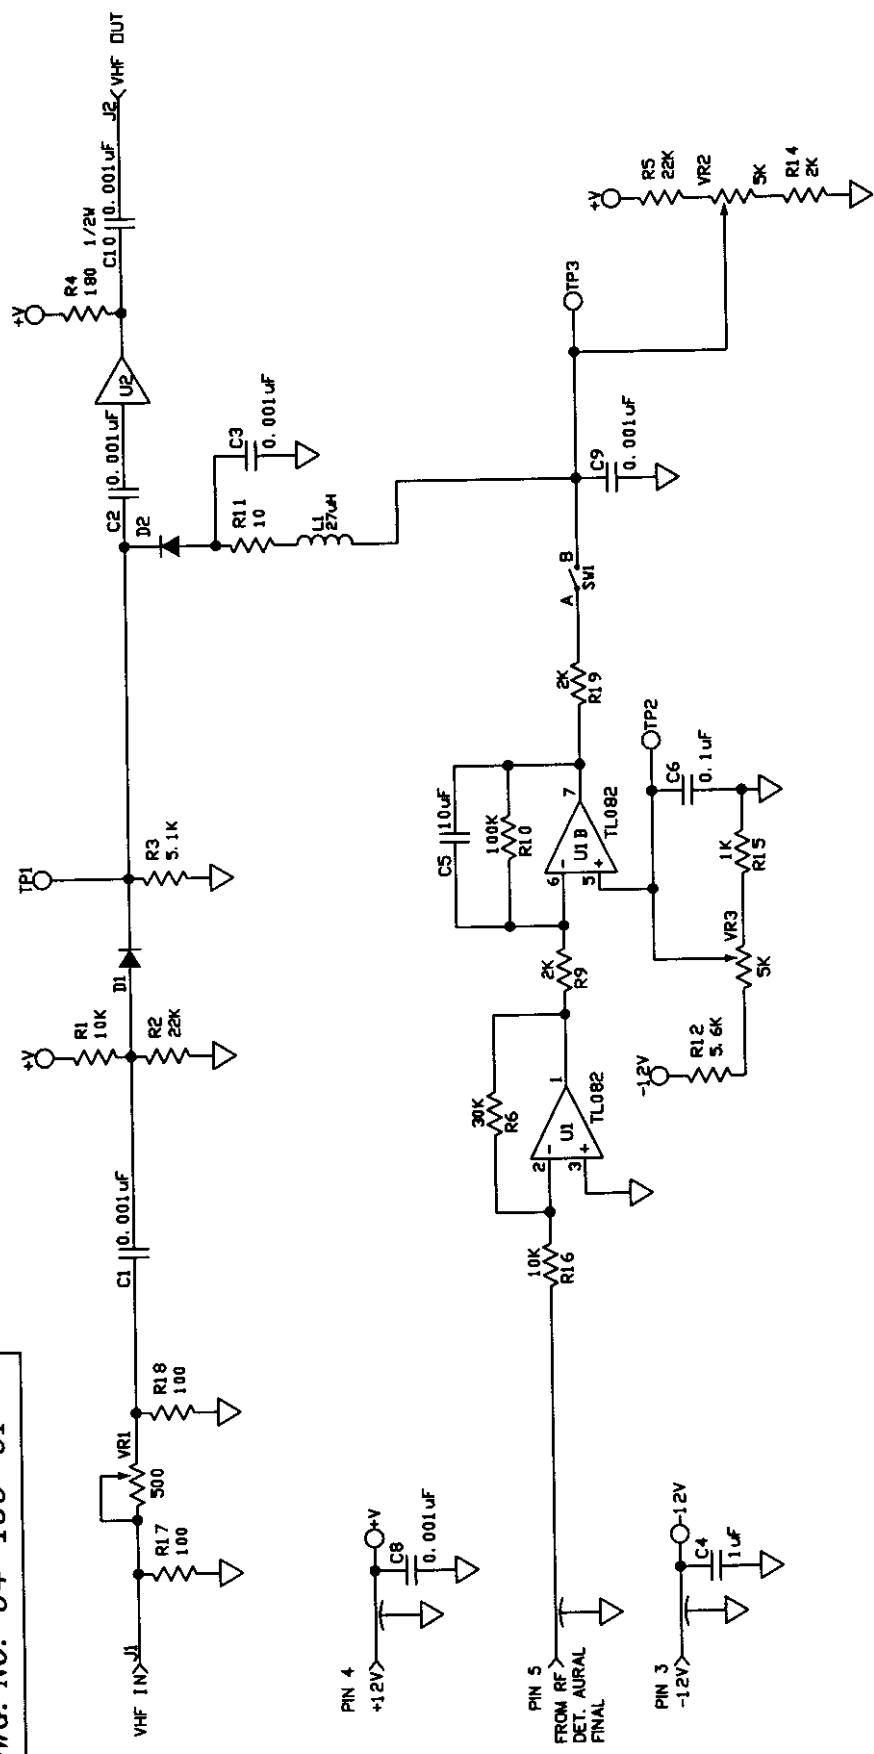 VHF IN
J1
R17
100
VR1
500
R18
100
C1
0.001uF
+V
R1
10K
R2
22K
D1
TP1
R3
5.1K
C2
0.001uF
D2
R11
10
L1
27uH
C3
0.001uF
U2
+V
R4
180
1/2W
C10
0.001uF
J2
VHF OUT
PIN 4
+12V
+V
C8
0.001uF
PIN 5
FROM RF
DET. AURAL
FINAL
10K
R16
30K
R6
2
3
-
+
U1
1
TL082
2K
R9
C5
10uF
100K
R10
6
5
-
+
U1B
7
TL082
2K
R19
A
B
SW1
C9
0.001uF
TP3
+V
R5
22K
VR2
5K
R14
2K
TP2
C6
0.1uF
-12V
R12
5.6K
VR3
5K
1K
R15
PIN 3
-12V
-12V
C4
1uF